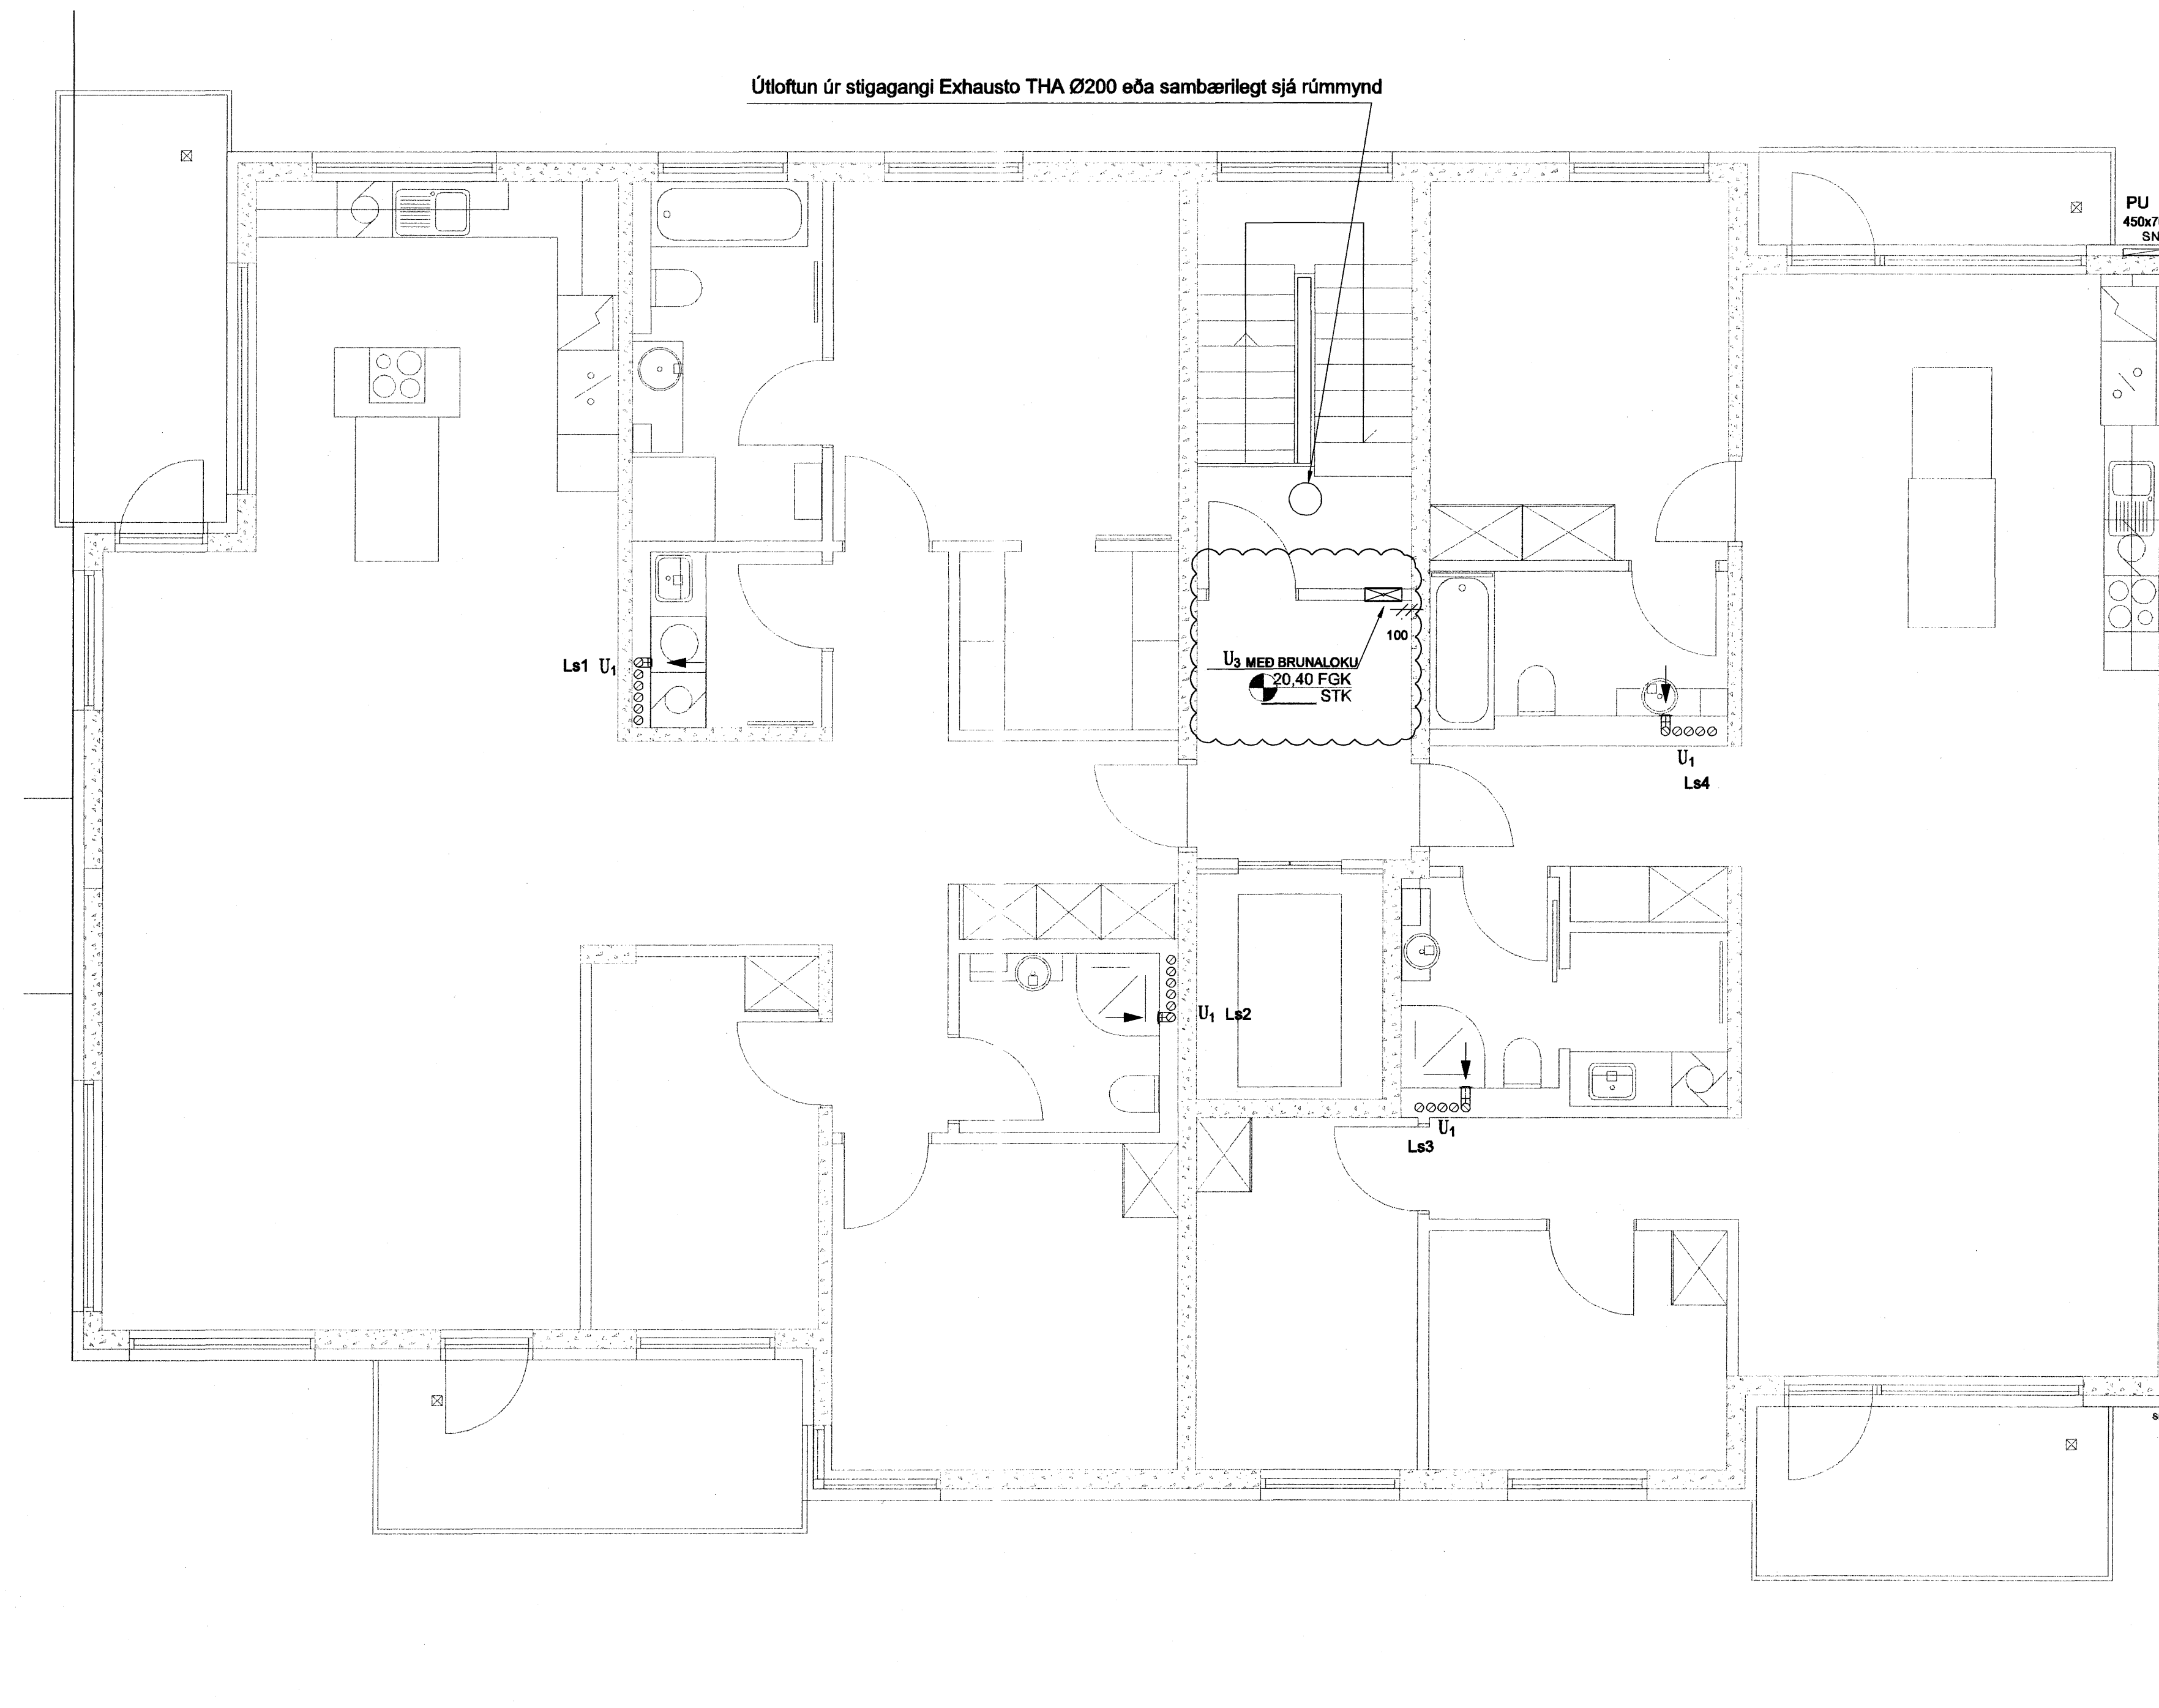 Útloftun úr stigagangi Exhausto THA Ø200 eða sambærilegt sjá rúmmynd
PU
450x7
SN
100
U3 MEÐ BRUNALOKU
20,40 FGK
STK
Ls1 U1
U1
Ls4
U1 Ls2
U1
Ls3